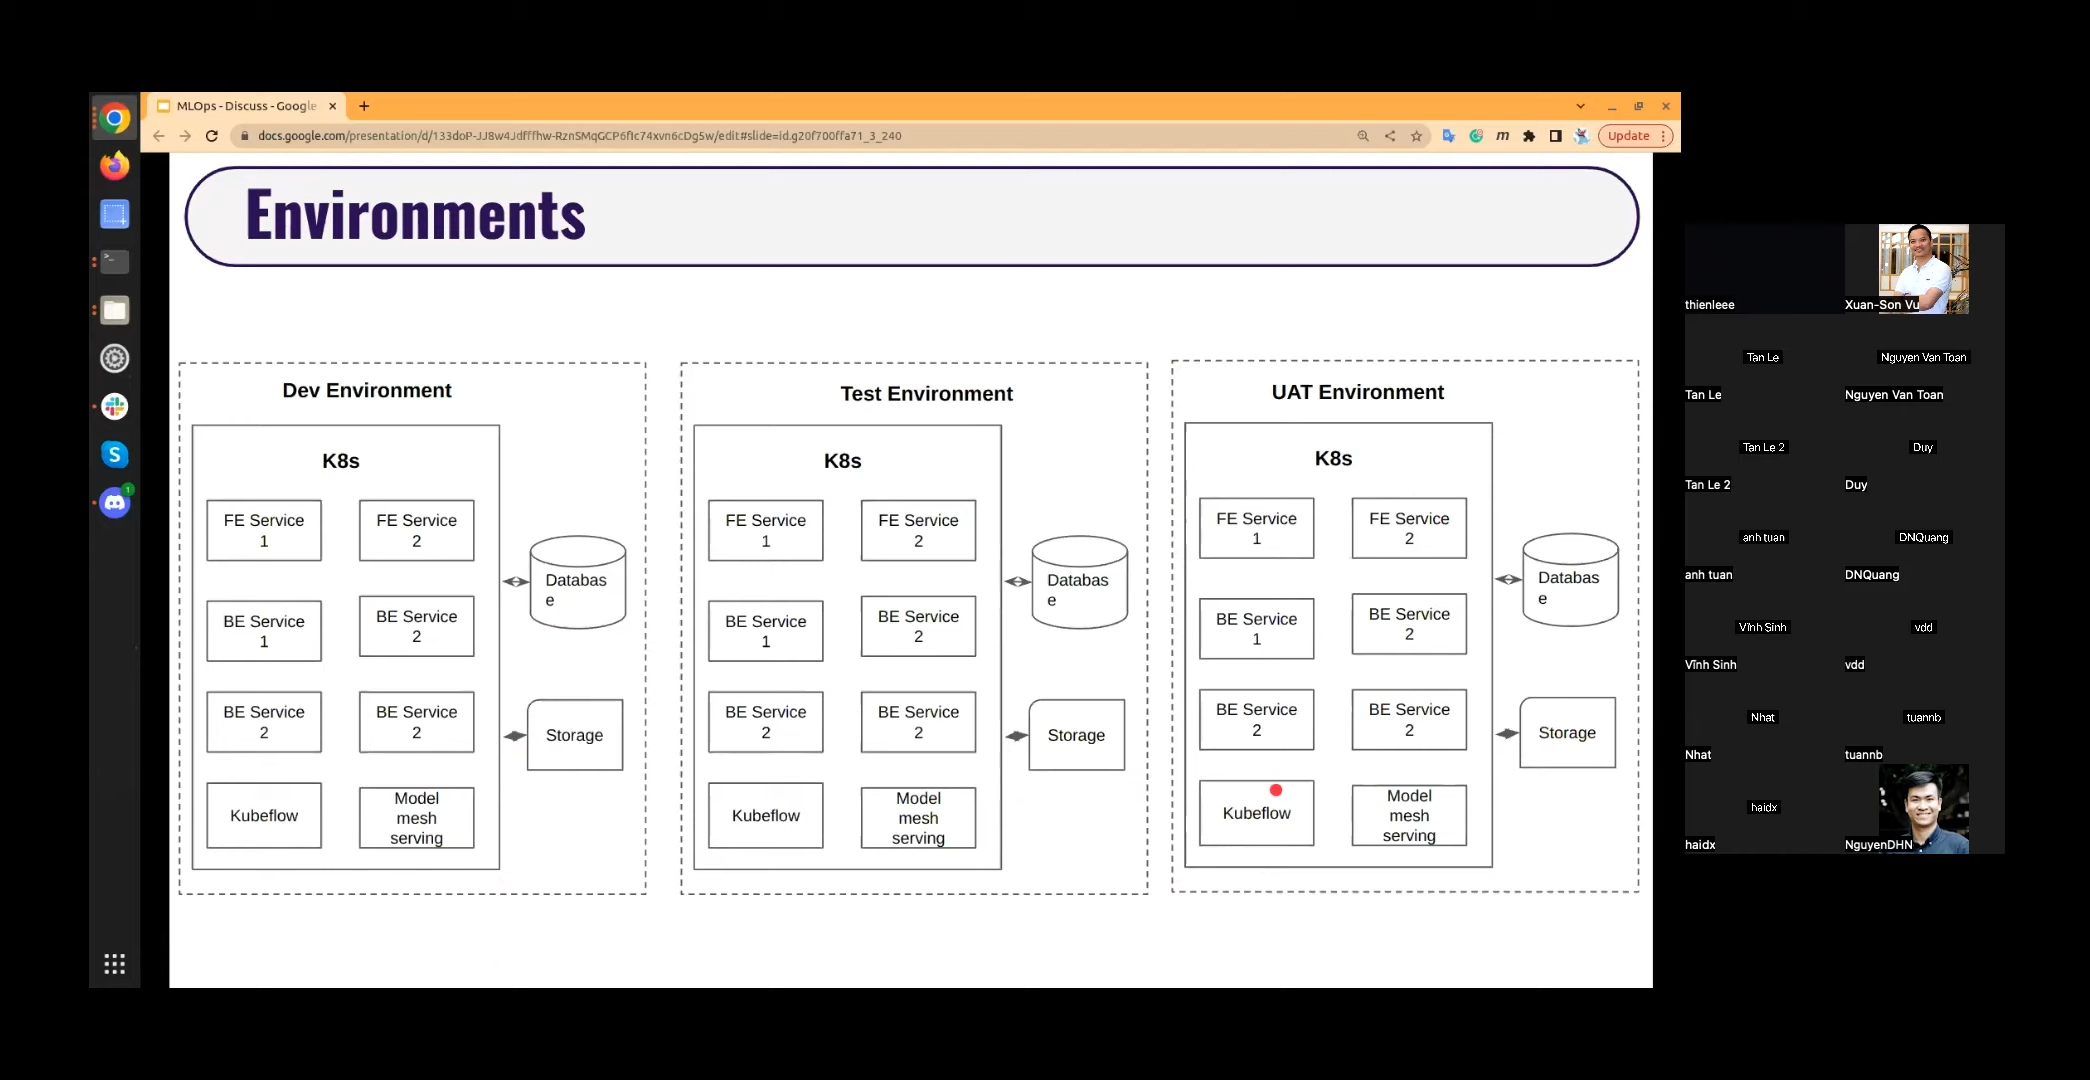 MLOps - Discuss - Google
docs.google.com/presentation/d/133doP-JJ8w4Jdfffhw-RznSMqGCP6fIc74xvn6cDg5w/edit#slide=id.g20f700ffa71_3_240
m
Update
Environments
Dev Environment
K8s
FE Service
1
FE Service
2
BE Service
1
BE Service
2
BE Service
2
BE Service
2
Kubeflow
Model
mesh
serving
Databas
e
Storage
Test Environment
K8s
FE Service
1
FE Service
2
BE Service
1
BE Service
2
BE Service
2
BE Service
2
Kubeflow
Model
mesh
serving
Databas
e
Storage
UAT Environment
K8s
FE Service
1
FE Service
2
BE Service
1
BE Service
2
BE Service
2
BE Service
2
Kubeflow
Model
mesh
serving
Databas
e
Storage
thienleee
Xuan-Son Vu
Tan Le
Nguyen Van Toan
Tan Le
Nguyen Van Toan
Tan Le 2
Duy
Tan Le 2
Duy
anh tuan
DNQuang
anh tuan
DNQuang
Vĩnh Sinh
vdd
Vĩnh Sinh
vdd
Nhat
tuannb
Nhat
tuannb
haidx
haidx
NguyenDHN
1